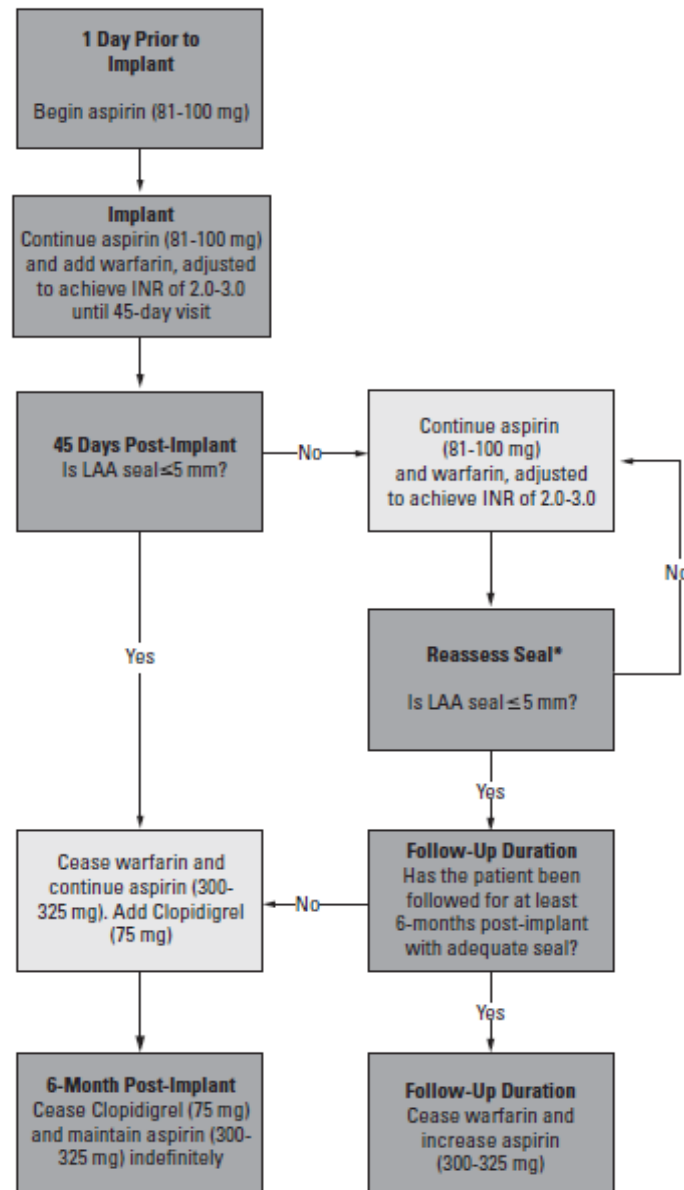 1 Day Prior to
Implant
Begin aspirin (81-100 mg)
Implant
Continue aspirin (81-100 mg)
and add warfarin, adjusted
to achieve INR of 2.0-3.0
until 45-day visit
45 Days Post-Implant
Is LAA seal≤5 mm?
No
Continue aspirin
(81-100 mg)
and warfarin, adjusted
to achieve INR of 2.0-3.0
No
Yes
Reassess Seal*
Is LAA seal≤5 mm?
Yes
Cease warfarin and
continue aspirin (300-
325 mg). Add Clopidigrel
(75 mg)
No
Follow-Up Duration
Has the patient been
followed for at least
6-months post-implant
with adequate seal?
Yes
6-Month Post-Implant
Cease Clopidigrel (75 mg)
and maintain aspirin (300-
325 mg) indefinitely
Follow-Up Duration
Cease warfarin and
increase aspirin
(300-325 mg)